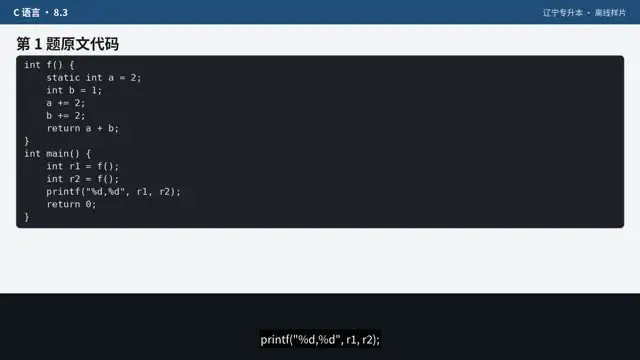 C 语言 · 8.3
辽宁专升本 · 离线样片
第 1 题原文代码
int f() {
    static int a = 2;
    int b = 1;
    a += 2;
    b += 2;
    return a + b;
}
int main() {
    int r1 = f();
    int r2 = f();
    printf("%d,%d", r1, r2);
    return 0;
}
printf("%d,%d", r1, r2);